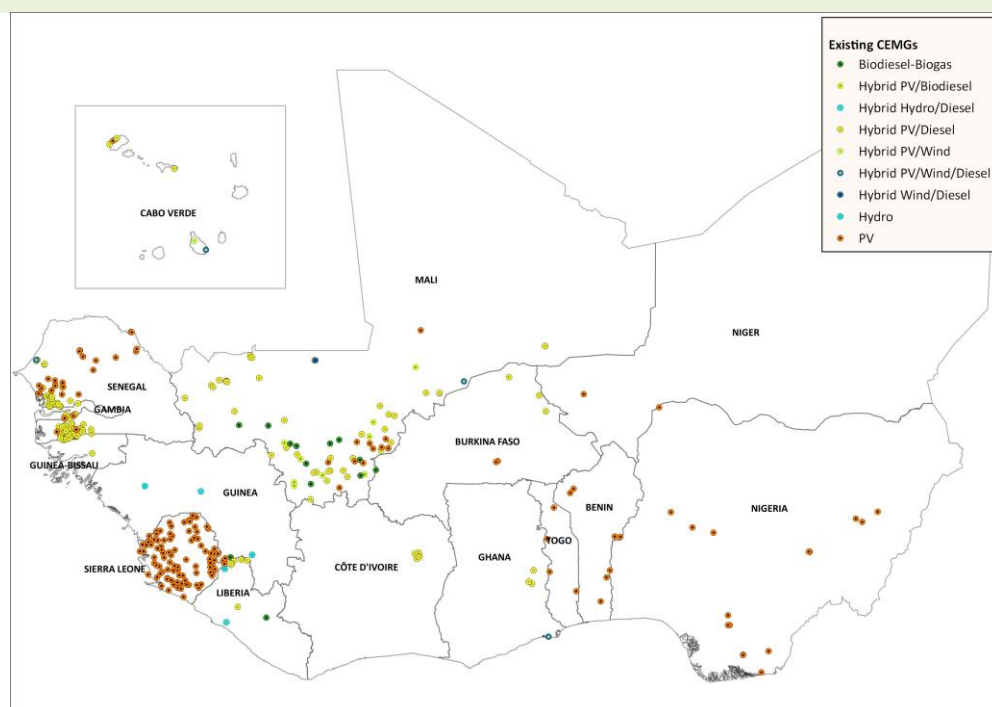 Existing CEMGs
Biodiesel-Biogas
Hybrid PV/Biodiesel
Hybrid Hydro/Diesel
Hybrid PV/Diesel
Hybrid PV/Wind
Hybrid PV/Wind/Diesel
Hybrid Wind/Diesel
Hydro
PV
CABO VERDE
MALI
NIGER
SENEGAL
GAMBIA
BURKINA FASO
GUINEA-BISSAU
GUINEA
BENIN
NIGERIA
TOGO
GHANA
CÔTE D'IVOIRE
SIERRA LEONE
LIBERIA